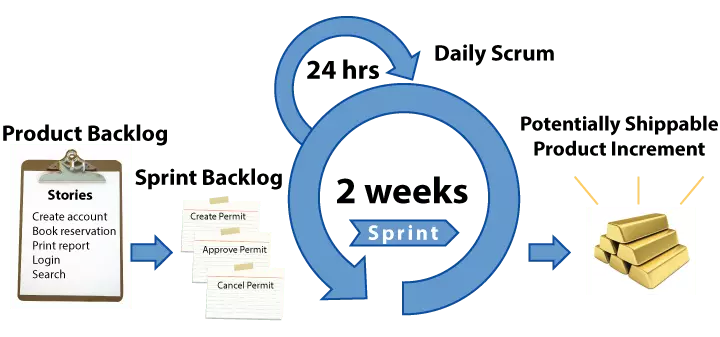 Product Backlog
Stories
Create account
Book reservation
Print report
Login
Search
Sprint Backlog
Create Permit
Approve Permit
Cancel Permit
24 hrs
Daily Scrum
2 weeks
Sprint
Potentially Shippable
Product Increment